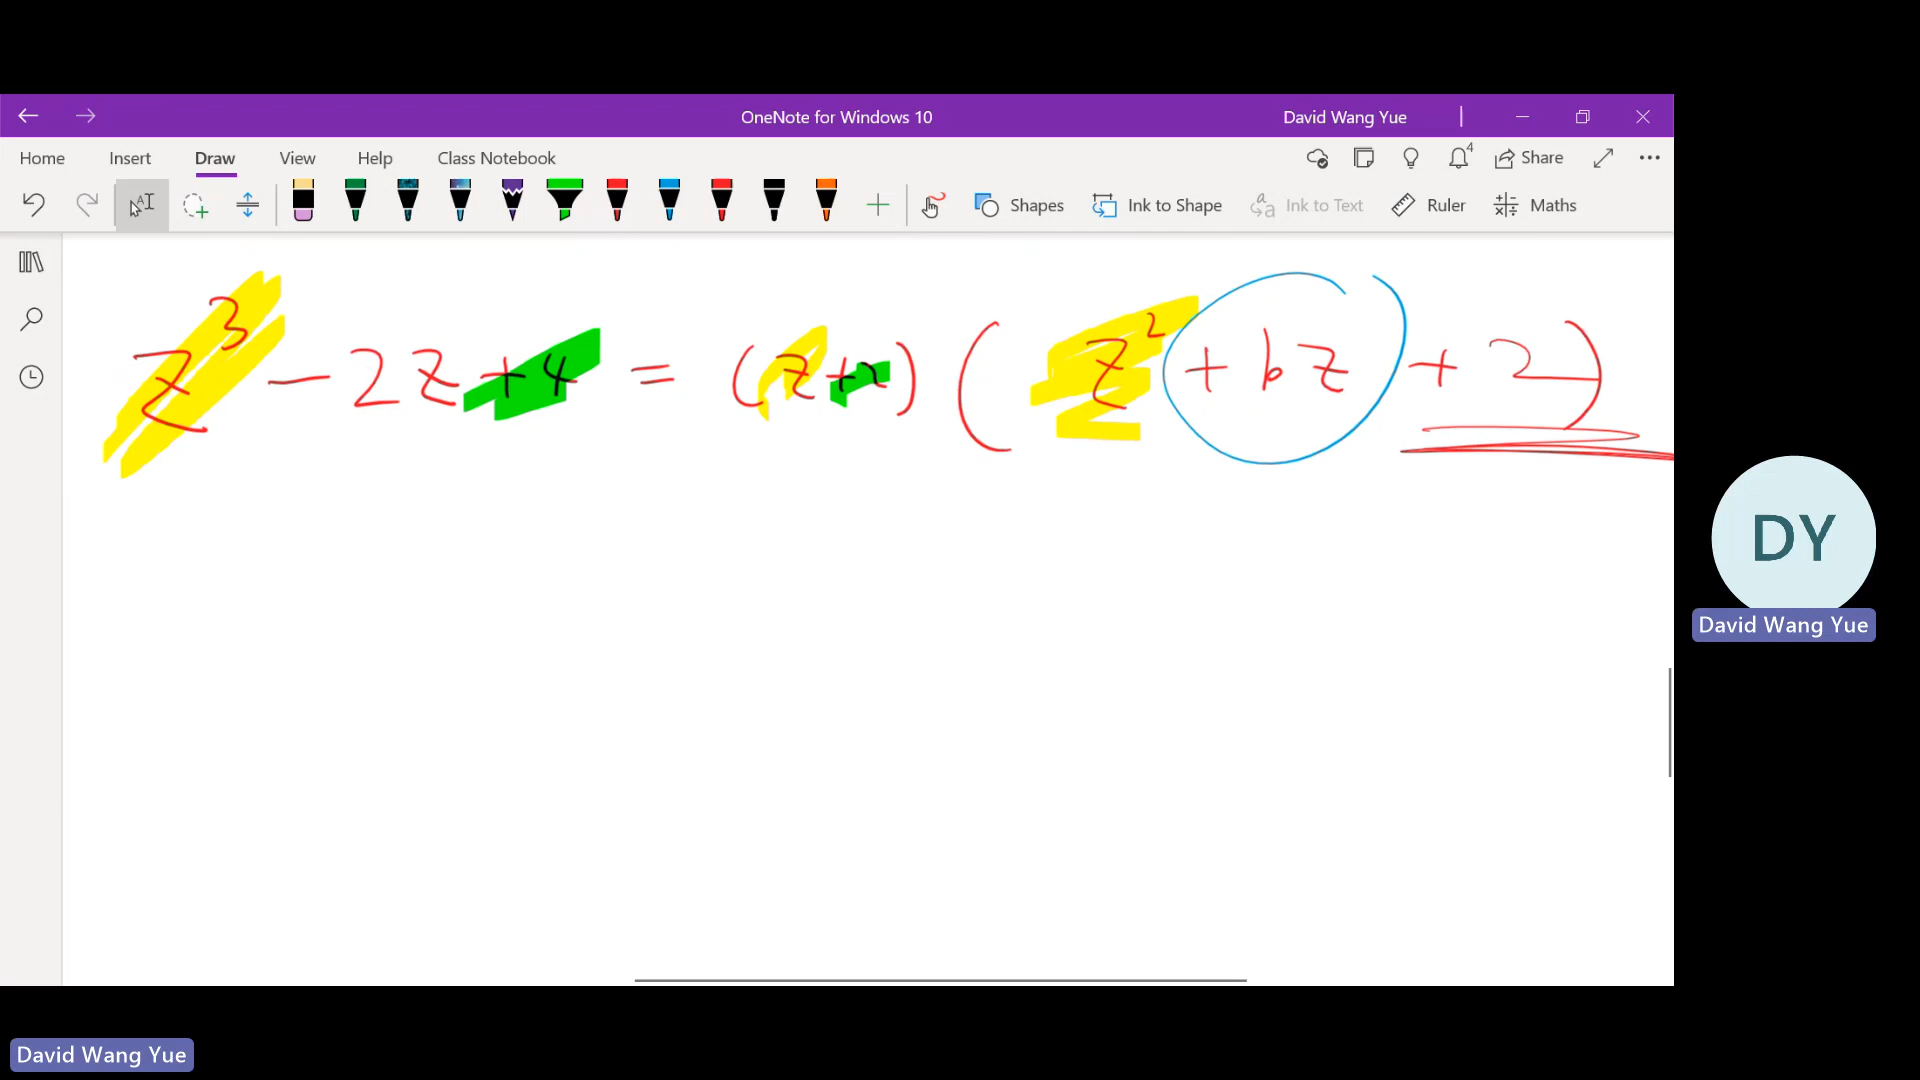 OneNote for Windows 10
David Wang Yue
Home Insert Draw View Help Class Notebook
4
Share
Shapes Ink to Shape Ink to Text Ruler Maths
z³ - 2z + 4 = (z+2) ( z² + bz + 2)
DY
David Wang Yue
David Wang Yue